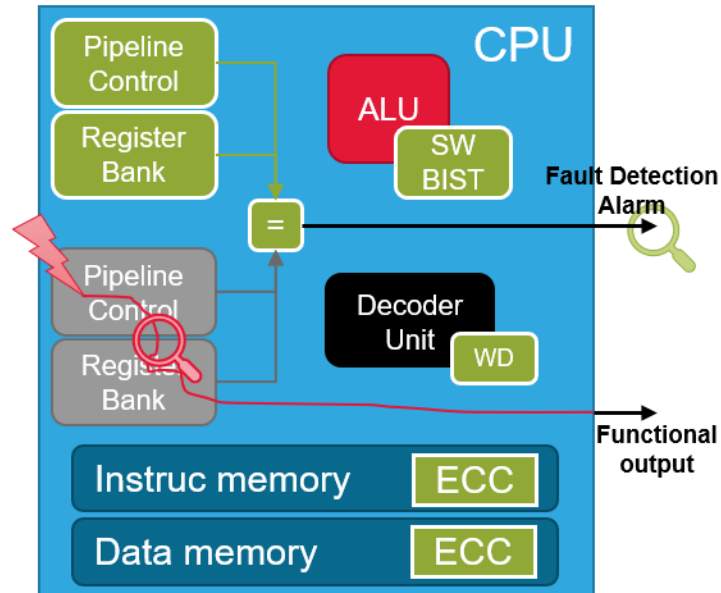 CPU
Pipeline
Control
Register
Bank
ALU
SW
BIST
=
Fault Detection
Alarm
Pipeline
Control
Register
Bank
Decoder
Unit
WD
Functional
output
Instruc memory
ECC
Data memory
ECC